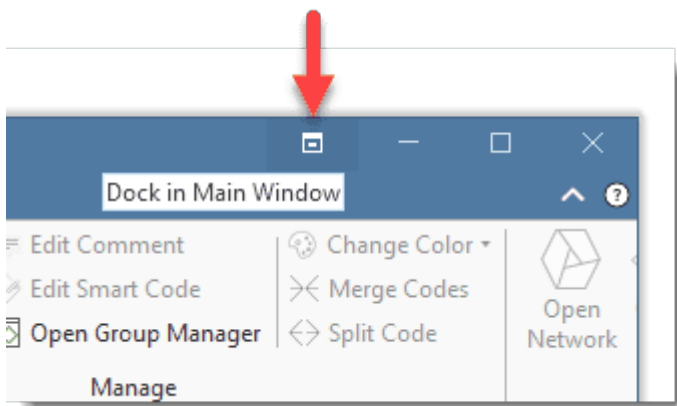 Dock in Main Window
?
Edit Comment
Change Color
Edit Smart Code
Merge Codes
Open
Network
Open Group Manager
Split Code
Manage